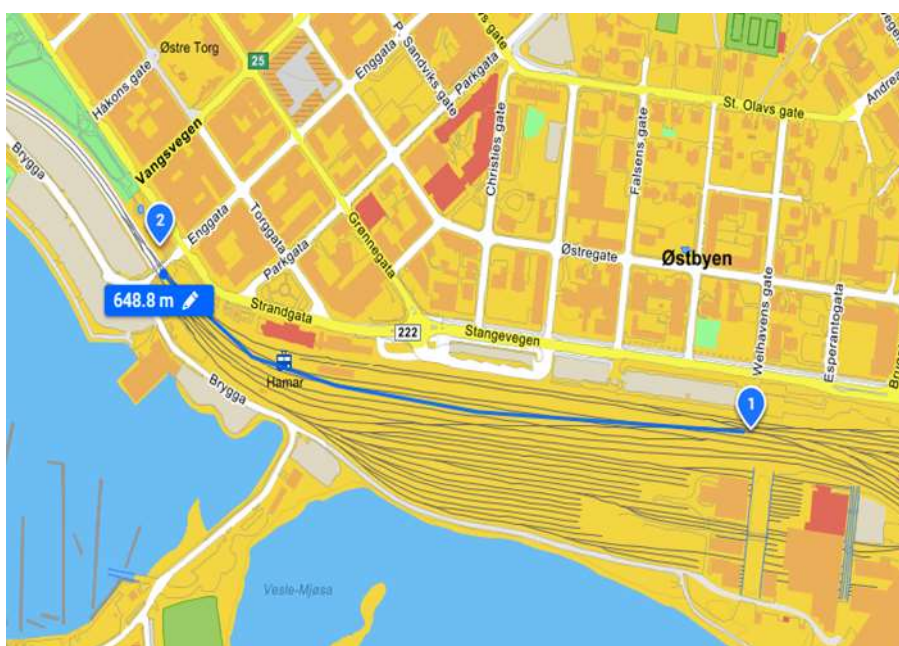 Østre Torg
25
Enggata
Sandviks gate
Parkgata
Håkons gate
Christies gate
St. Olavs gate
Falsens gate
Vangsvegen
Brygga
2
Enggata
Torggata
Parkgata
Grønnegata
Østregate
Østbyen
648.8 m
Strandgata
222
Stangevegen
Welhavens gate
Esperantogata
Hamar
Brygga
1
Vesle-Mjøsa